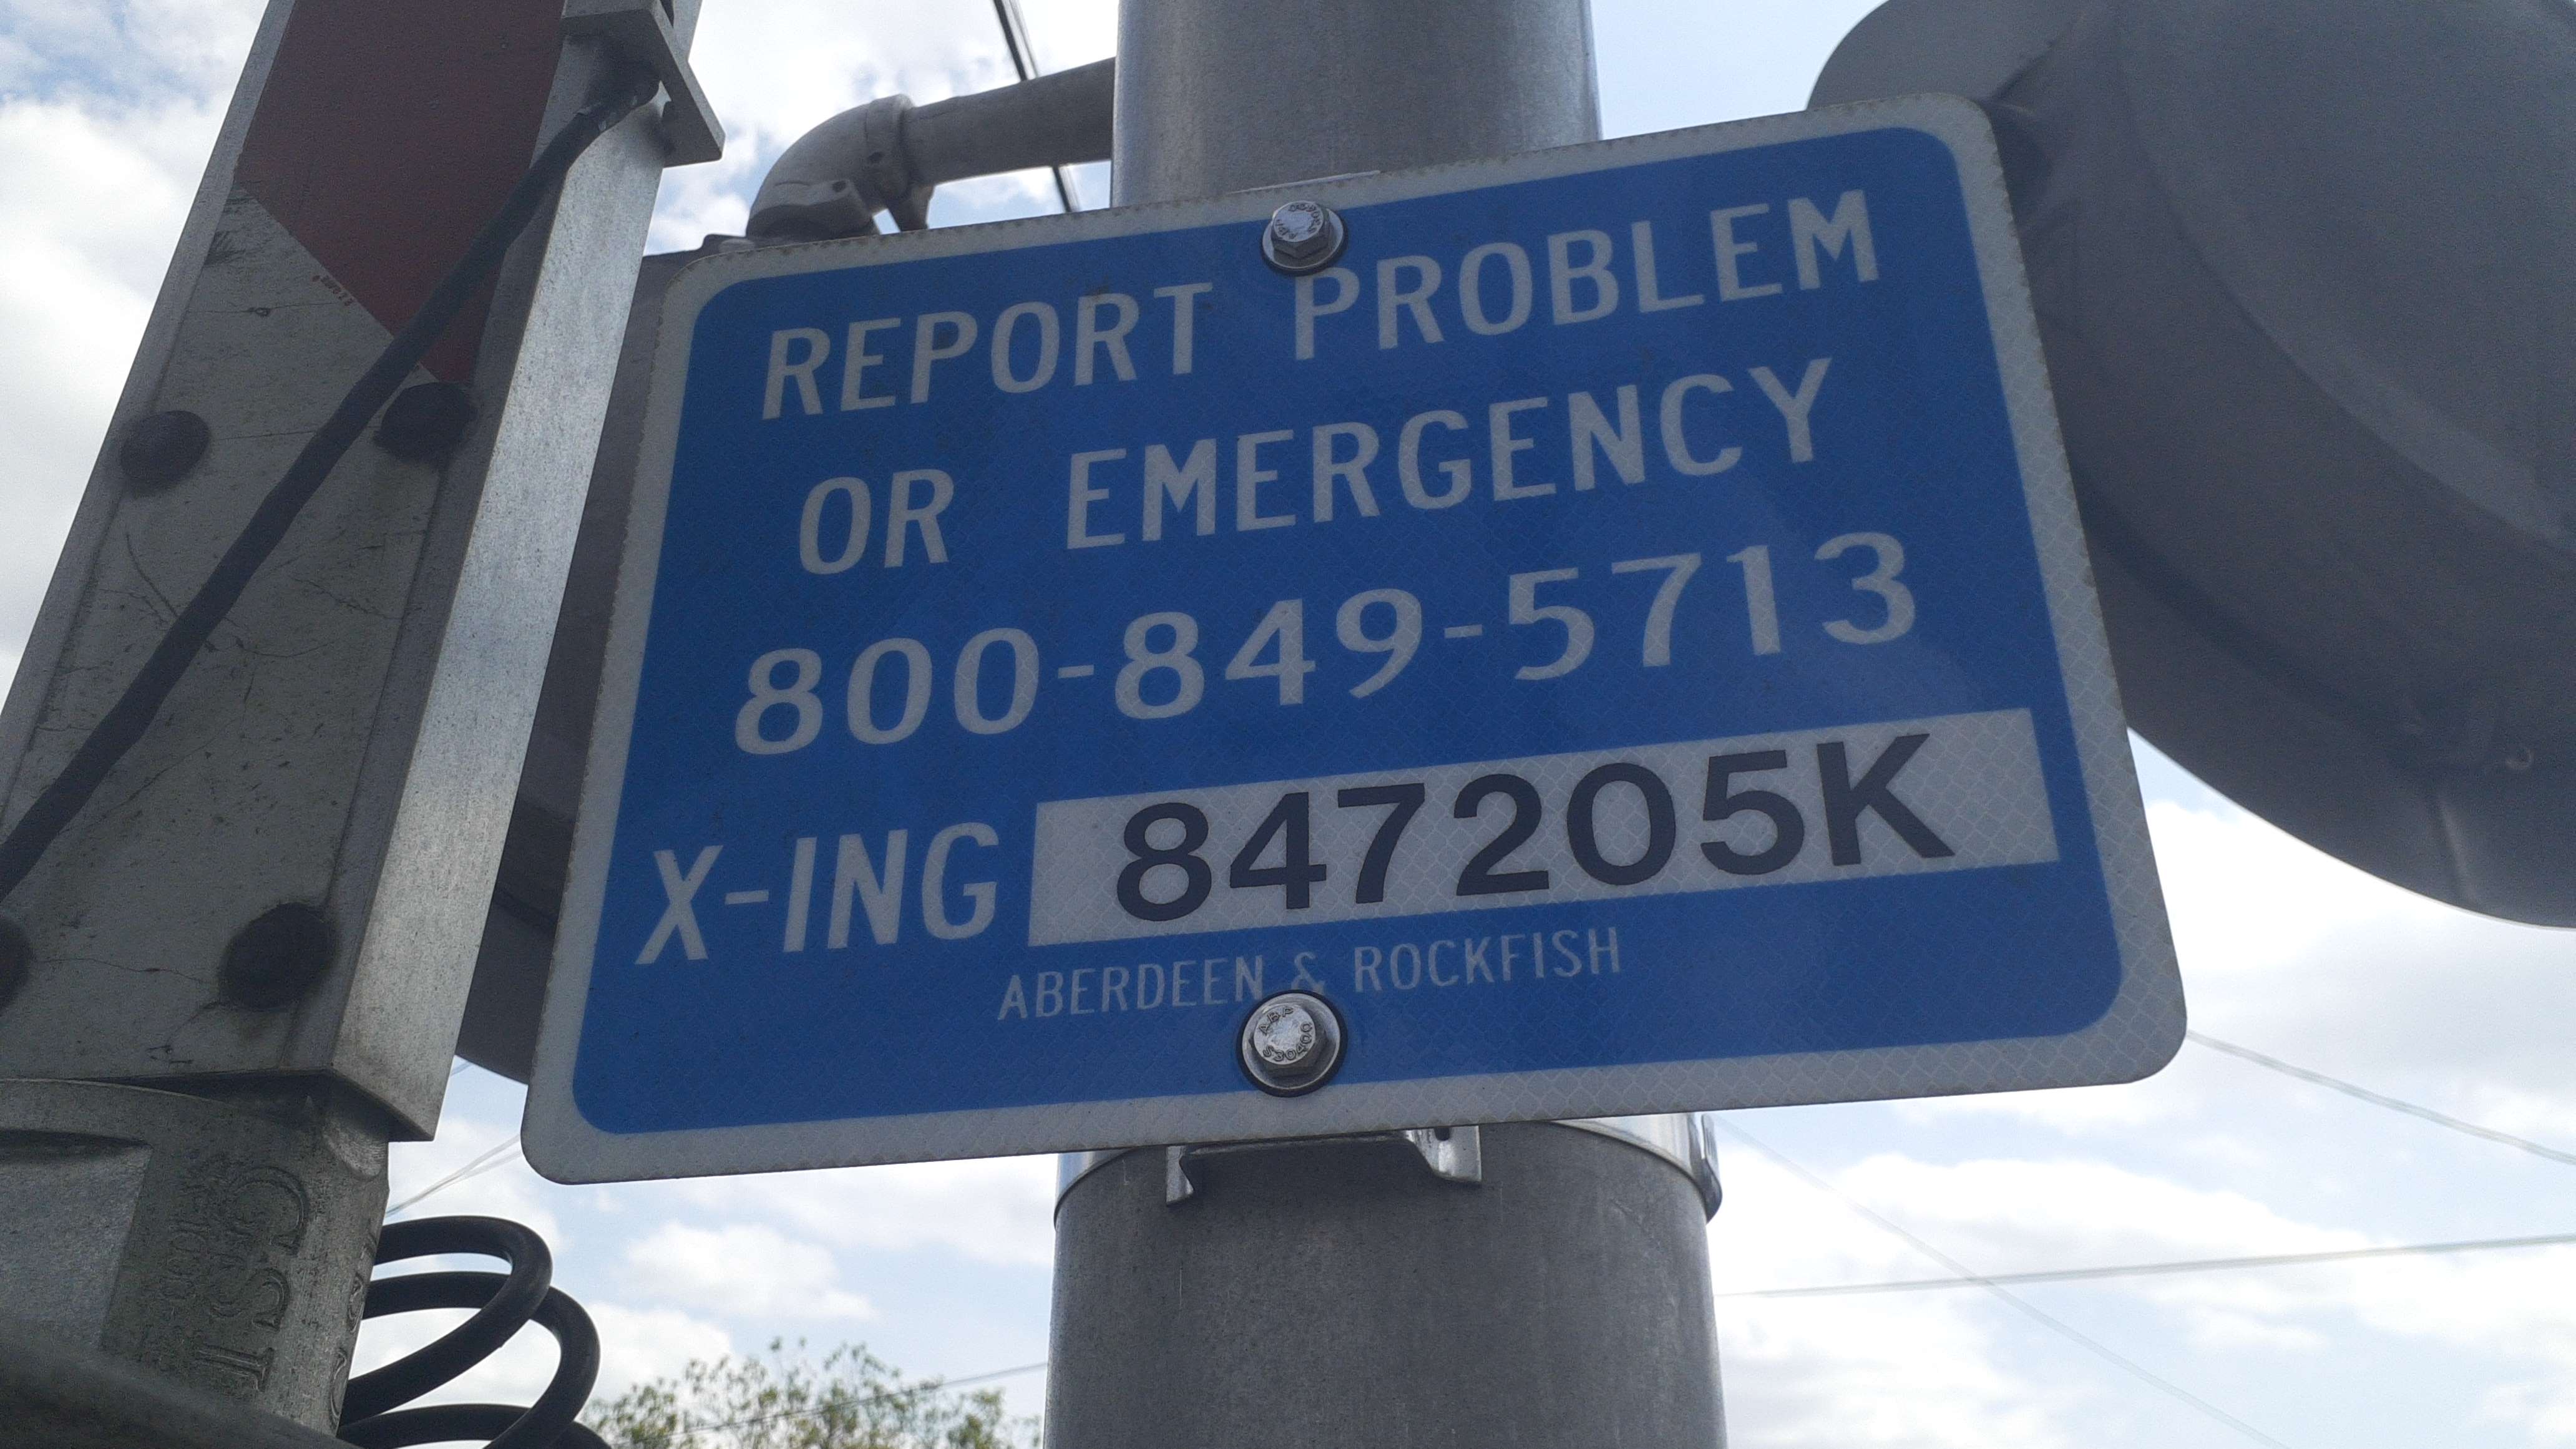 REPORT PROBLEM
OR EMERGENCY
800-849-5713
X-ING 847205K
ABERDEEN & ROCKFISH